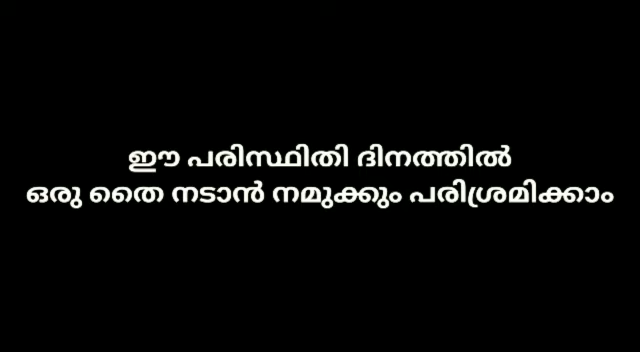 ഈ പരിസ്ഥിതി ദിനത്തിൽ
ഒരു തൈ നടാൻ നമുക്കും പരിശ്രമിക്കാം